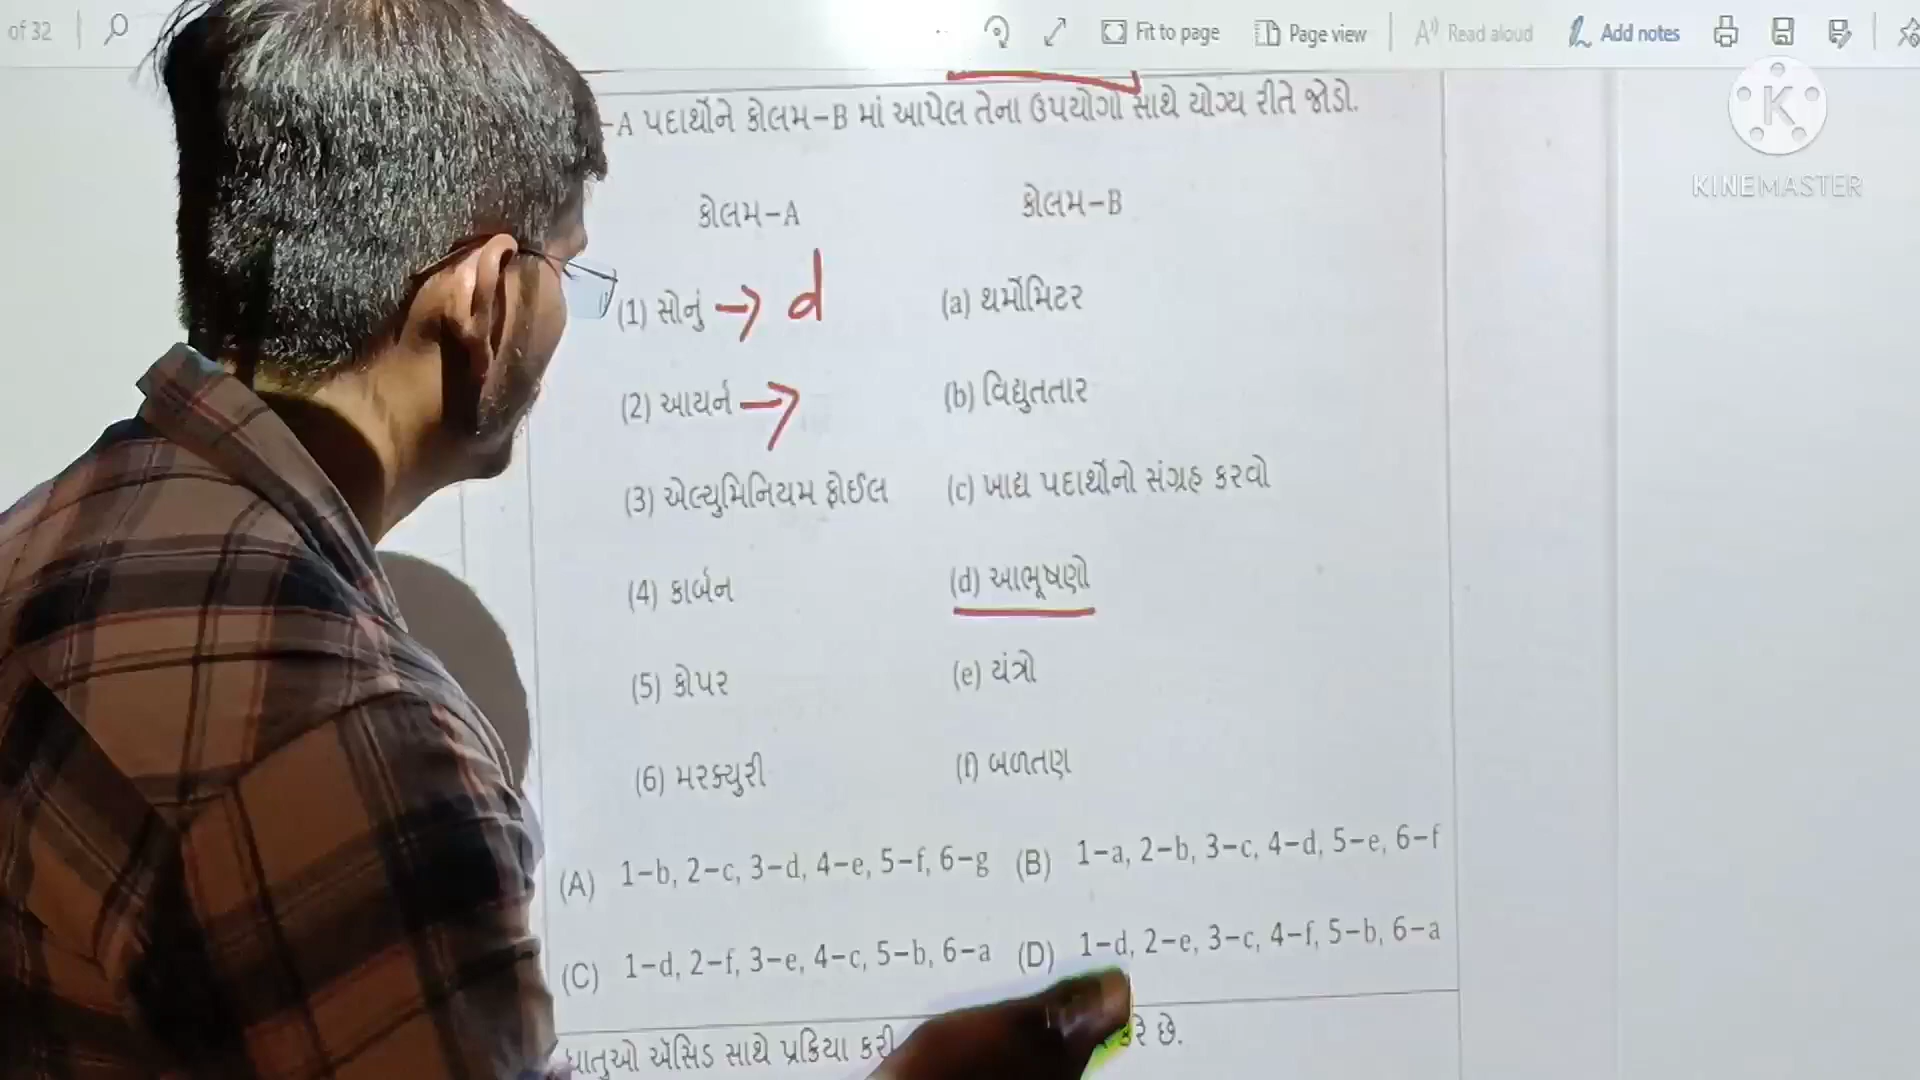 of 32 Fit to page Page view Read aloud Add notes
-A પદાર્થોને કોલમ-B માં આપેલ તેના ઉપયોગો સાથે યોગ્ય રીતે જોડો.
KINEMASTER
કોલમ-A કોલમ-B
(1) સોનું → d (a) થર્મોમિટર
(2) આયર્ન → (b) વિદ્યુતતાર
(3) એલ્યુમિનિયમ ફોઈલ (c) ખાદ્ય પદાર્થોનો સંગ્રહ કરવો
(4) કાર્બન (d) આભૂષણો
(5) કોપર (e) યંત્રો
(6) મરક્યુરી (f) બળતણ
(A) 1-b, 2-c, 3-d, 4-e, 5-f, 6-g (B) 1-a, 2-b, 3-c, 4-d, 5-e, 6-f
(C) 1-d, 2-f, 3-e, 4-c, 5-b, 6-a (D) 1-d, 2-e, 3-c, 4-f, 5-b, 6-a
ધાતુઓ ઍસિડ સાથે પ્રક્રિયા કરી છે.